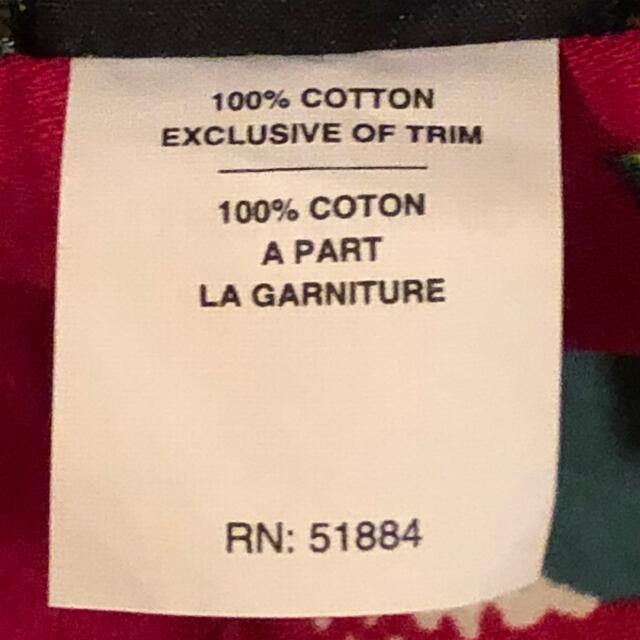 100% COTTON
EXCLUSIVE OF TRIM
100% COTON
A PART
LA GARNITURE
RN: 51884